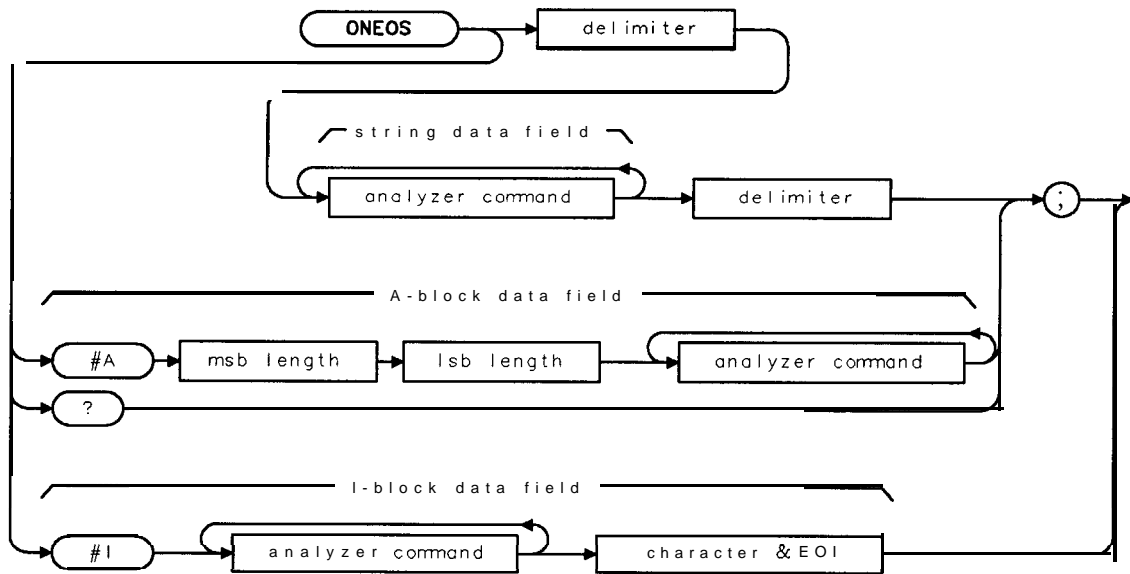 ONEOS delimiter
string data field
analyzer command delimiter ;
A-block data field
#A msb length lsb length analyzer command
?
I-block data field
#I analyzer command character & EOI